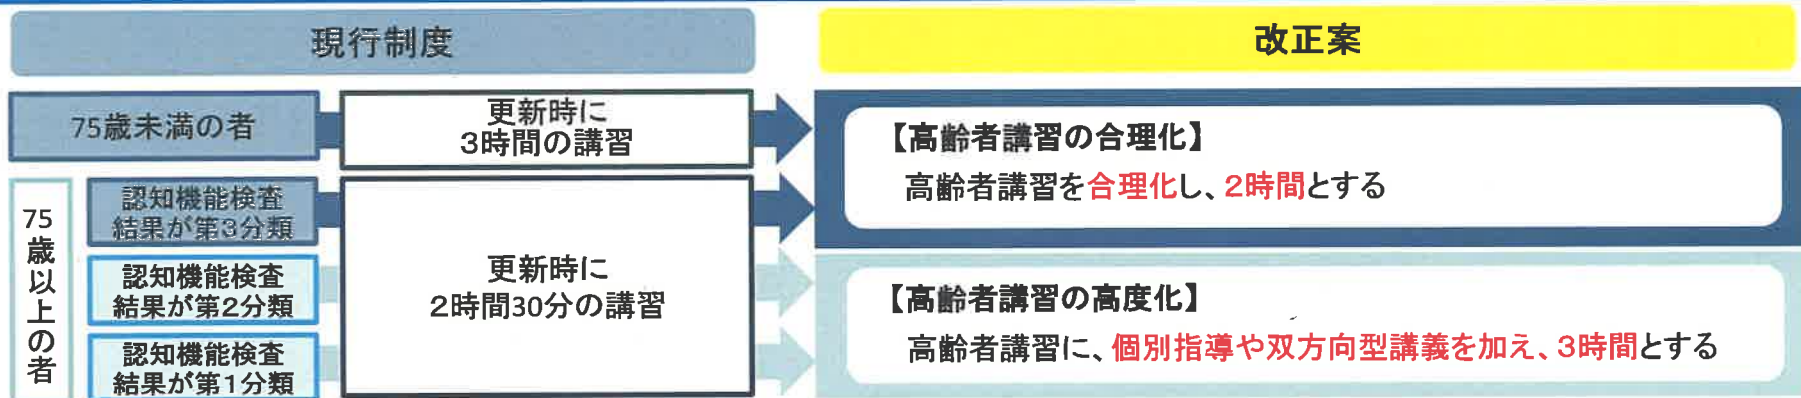 現行制度
改正案
75歳未満の者
更新時に
3時間の講習
【高齢者講習の合理化】
高齢者講習を合理化し、2時間とする
75歳以上の者
認知機能検査
結果が第3分類
認知機能検査
結果が第2分類
認知機能検査
結果が第1分類
更新時に
2時間30分の講習
【高齢者講習の高度化】
高齢者講習に、個別指導や双方向型講義を加え、3時間とする